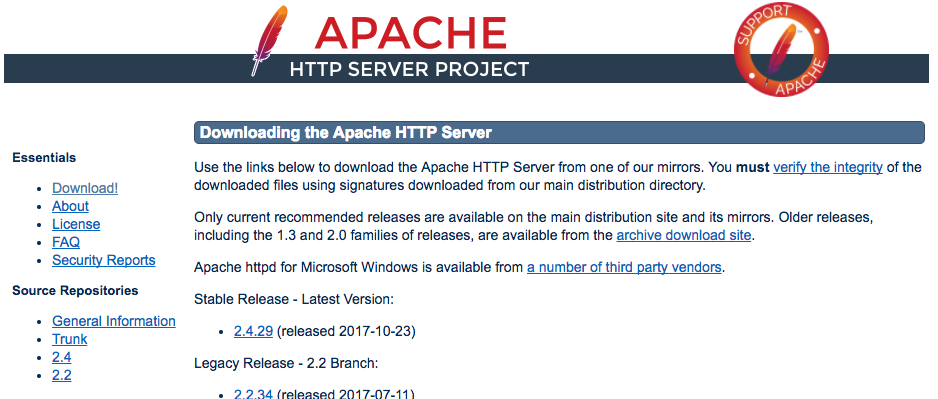 APACHE
HTTP SERVER PROJECT
SUPPORT
APACHE
Essentials
Download!
About
License
FAQ
Security Reports
Source Repositories
General Information
Trunk
2.4
2.2
Downloading the Apache HTTP Server
Use the links below to download the Apache HTTP Server from one of our mirrors. You must verify the integrity of the
downloaded files using signatures downloaded from our main distribution directory.
Only current recommended releases are available on the main distribution site and its mirrors. Older releases,
including the 1.3 and 2.0 families of releases, are available from the archive download site.
Apache httpd for Microsoft Windows is available from a number of third party vendors.
Stable Release - Latest Version:
2.4.29 (released 2017-10-23)
Legacy Release - 2.2 Branch:
2.2.34 (released 2017-07-11)